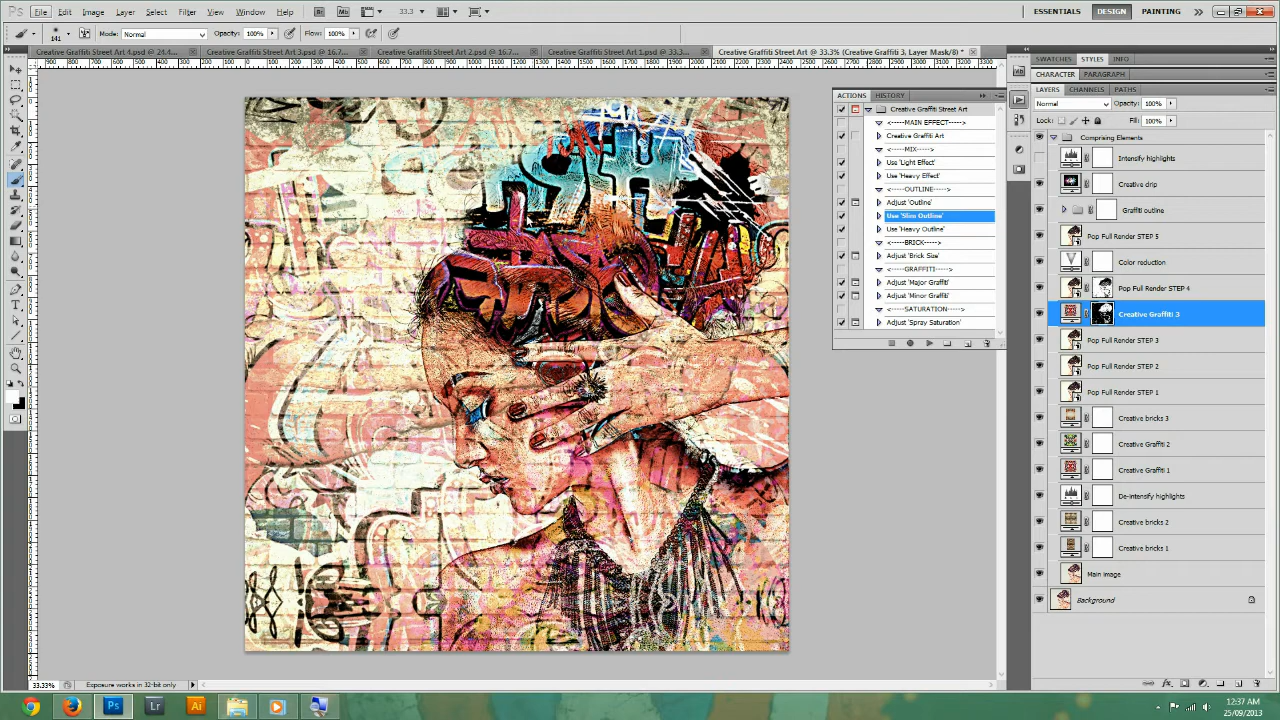 Ps File Edit Image Layer Select Filter View Window Help Br Mb 33.3 ESSENTIALS DESIGN PAINTING
141 Mode: Normal Opacity: 100% Flow: 100%
Creative Graffiti Street Art 4.psd @ 24.4... Creative Graffiti Street Art 3.psd @ 16.7... Creative Graffiti Street Art 2.psd @ 16.7... Creative Graffiti Street Art 1.psd @ 33.3... Creative Graffiti Street Art @ 33.3% (Creative Graffiti 3, Layer Mask/8) *
SWATCHES STYLES INFO
CHARACTER PARAGRAPH
LAYERS CHANNELS PATHS
Normal Opacity: 100%
Lock: Fill: 100%
ACTIONS HISTORY
Creative Graffiti Street Art
<-----MAIN EFFECT----->
Creative Graffiti Art
<-----MIX----->
Use 'Light Effect'
Use 'Heavy Effect'
<-----OUTLINE----->
Adjust 'Outline'
Use 'Slim Outline'
Use 'Heavy Outline'
<-----BRICK----->
Adjust 'Brick Size'
<-----GRAFFITI----->
Adjust 'Major Graffiti'
Adjust 'Minor Graffiti'
<-----SATURATION----->
Adjust 'Spray Saturation'
Comprising Elements
Intensify highlights
Creative drip
Graffiti outline
Pop Full Render STEP 5
Color reduction
Pop Full Render STEP 4
Creative Graffiti 3
Pop Full Render STEP 3
Pop Full Render STEP 2
Pop Full Render STEP 1
Creative bricks 3
Creative Graffiti 2
Creative Graffiti 1
De-intensify highlights
Creative bricks 2
Creative bricks 1
Main image
Background
33.33% Exposure works in 32-bit only
Ps Lr Ai
12:37 AM
25/09/2013